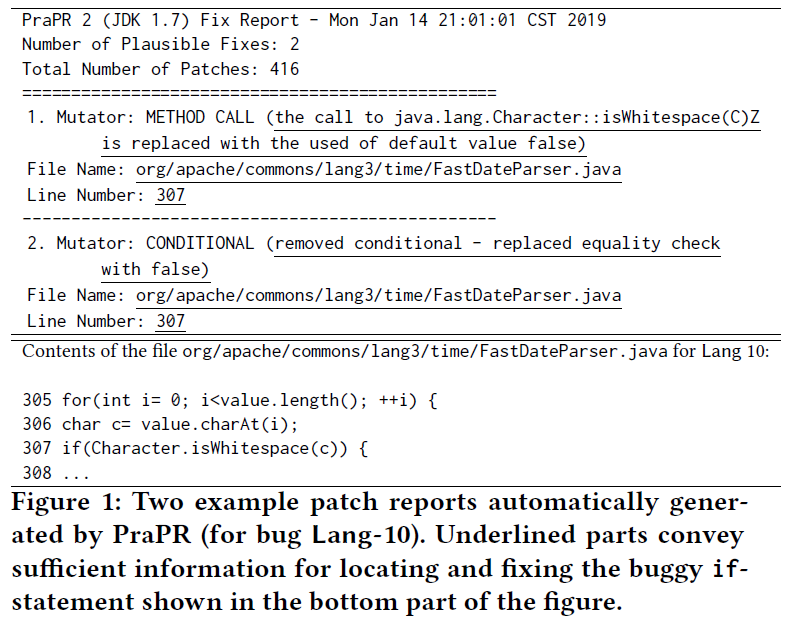 PraPR 2 (JDK 1.7) Fix Report - Mon Jan 14 21:01:01 CST 2019
Number of Plausible Fixes: 2
Total Number of Patches: 416
================================================
1. Mutator: METHOD CALL (the call to java.lang.Character::isWhitespace(C)Z
is replaced with the used of default value false)
File Name: org/apache/commons/lang3/time/FastDateParser.java
Line Number: 307
------------------------------------------------
2. Mutator: CONDITIONAL (removed conditional - replaced equality check
with false)
File Name: org/apache/commons/lang3/time/FastDateParser.java
Line Number: 307
Contents of the file org/apache/commons/lang3/time/FastDateParser.java for Lang 10:
305 for(int i= 0; i<value.length(); ++i) {
306 char c= value.charAt(i);
307 if(Character.isWhitespace(c)) {
308 ...
Figure 1: Two example patch reports automatically gener-
ated by PraPR (for bug Lang-10). Underlined parts convey
sufficient information for locating and fixing the buggy if-
statement shown in the bottom part of the figure.